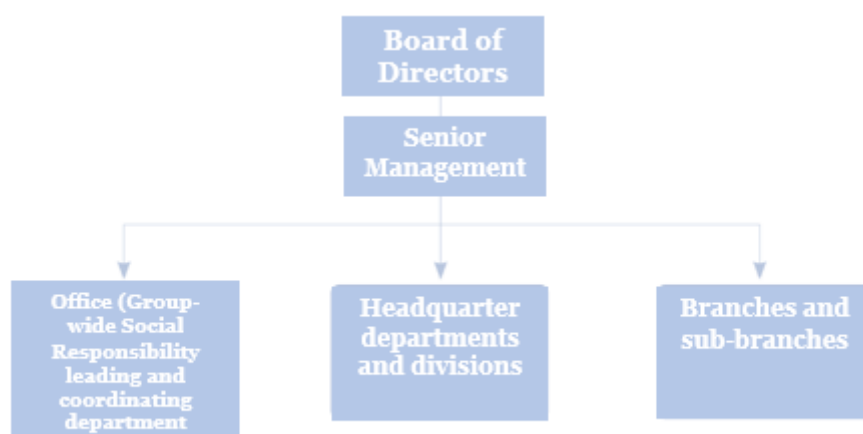 Board of
Directors
Senior
Management
Office (Group-
wide Social
Responsibility
leading and
coordinating
department
Headquarter
departments
and divisions
Branches and
sub-branches